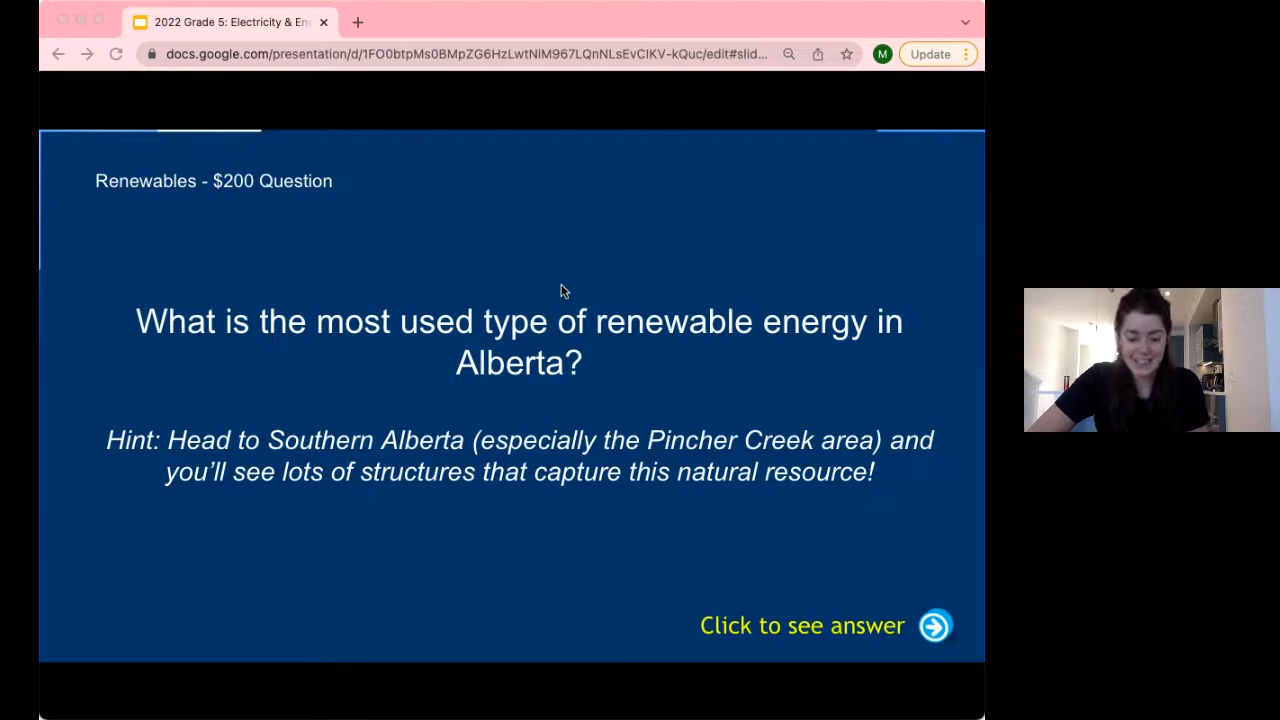 2022 Grade 5: Electricity & En
docs.google.com/presentation/d/1FO0btpMs0BMpZG6HzLwtNiM967LQnNLsEvCIKV-kQuc/edit#slid...
M
Update
Renewables - $200 Question
What is the most used type of renewable energy in
Alberta?
Hint: Head to Southern Alberta (especially the Pincher Creek area) and
you'll see lots of structures that capture this natural resource!
Click to see answer